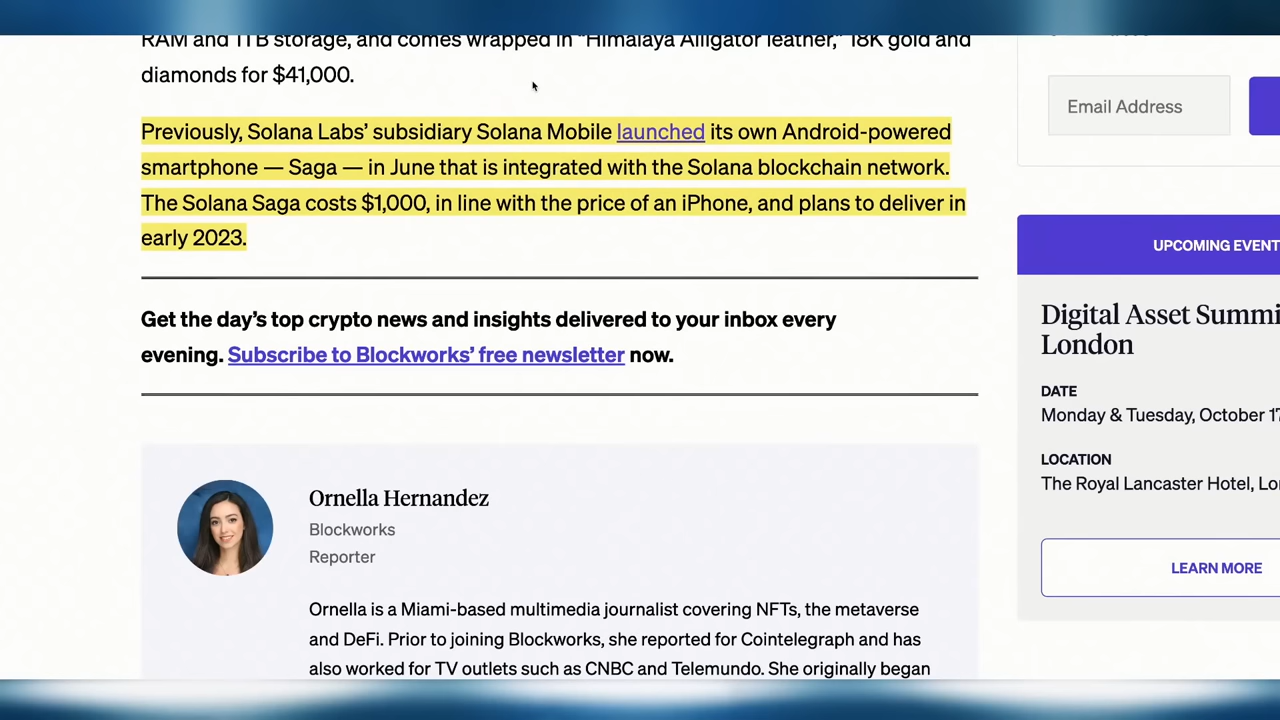 RAM and 1TB storage, and comes wrapped in “Himalaya Alligator leather,” 18K gold and
diamonds for $41,000.
Previously, Solana Labs’ subsidiary Solana Mobile launched its own Android-powered
smartphone — Saga — in June that is integrated with the Solana blockchain network.
The Solana Saga costs $1,000, in line with the price of an iPhone, and plans to deliver in
early 2023.
Get the day’s top crypto news and insights delivered to your inbox every
evening. Subscribe to Blockworks’ free newsletter now.
Ornella Hernandez
Blockworks
Reporter
Ornella is a Miami-based multimedia journalist covering NFTs, the metaverse
and DeFi. Prior to joining Blockworks, she reported for Cointelegraph and has
also worked for TV outlets such as CNBC and Telemundo. She originally began
Email Address
UPCOMING EVENT
Digital Asset Summi
London
DATE
Monday & Tuesday, October 17
LOCATION
The Royal Lancaster Hotel, Lo
LEARN MORE